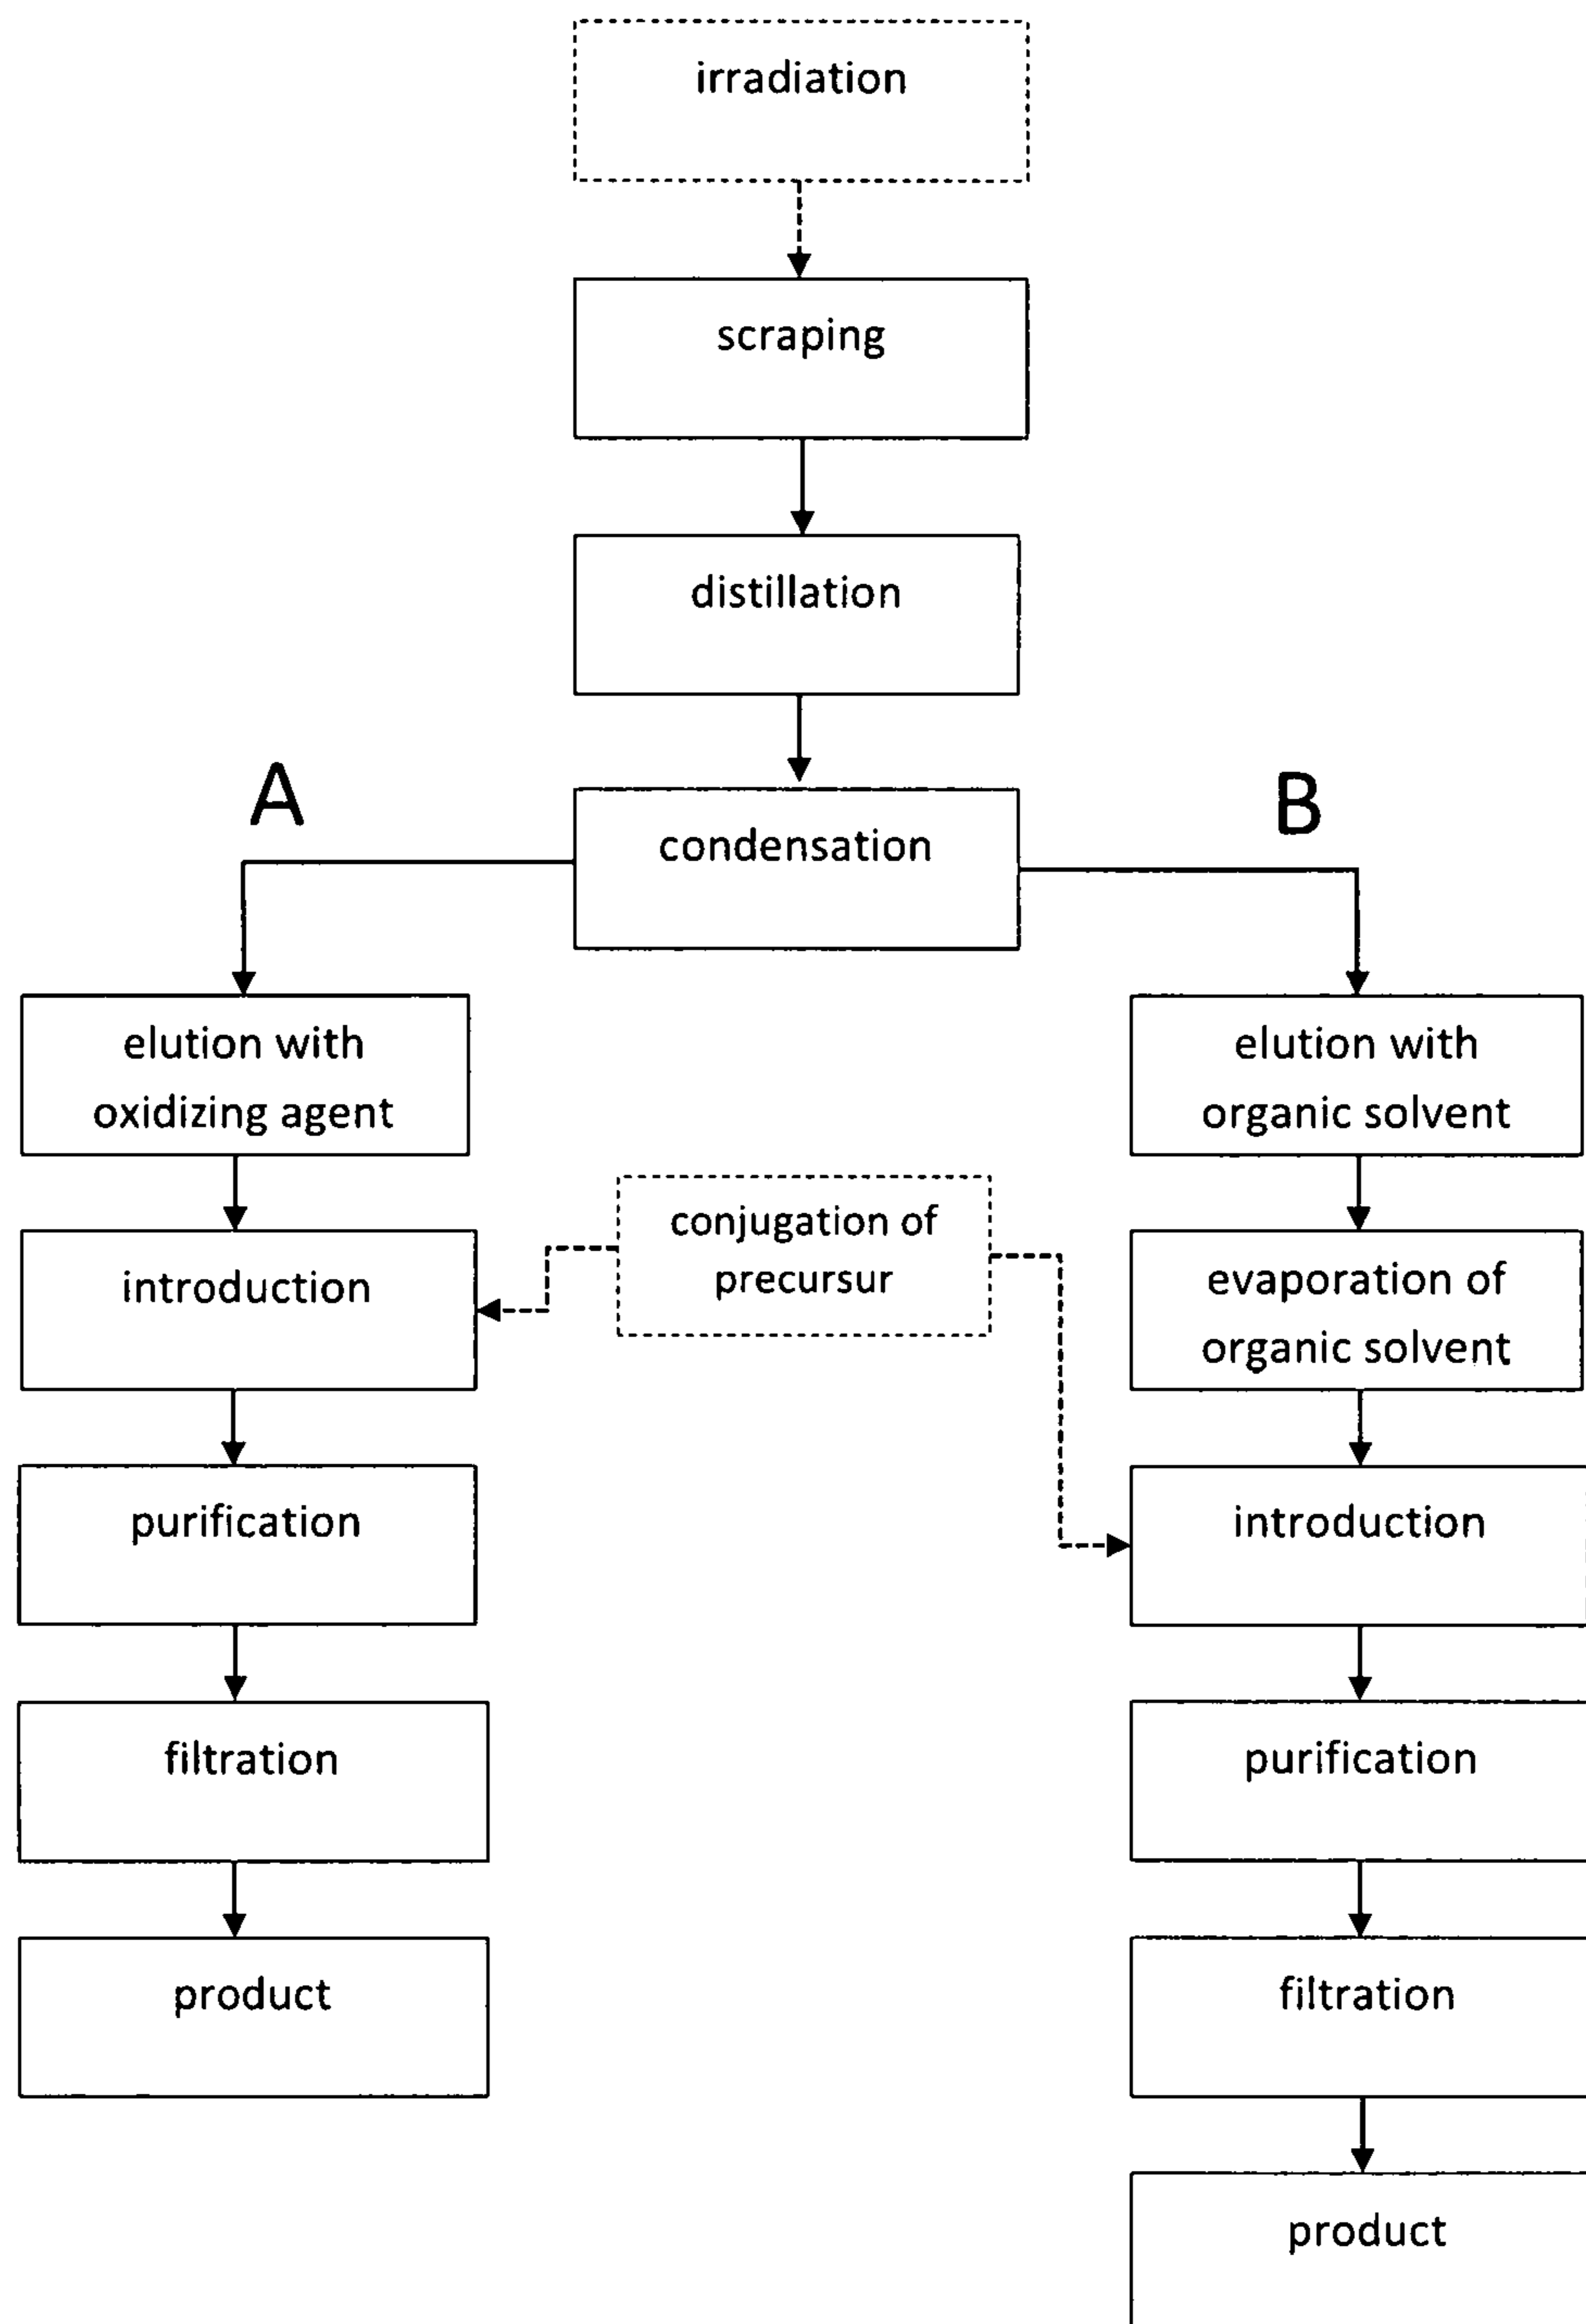 irradiation
scraping
distillation
condensation
A
elution with
oxidizing agent
introduction
purification
filtration
product
conjugation of
precursur
B
elution with
organic solvent
evaporation of
organic solvent
introduction
purification
filtration
product